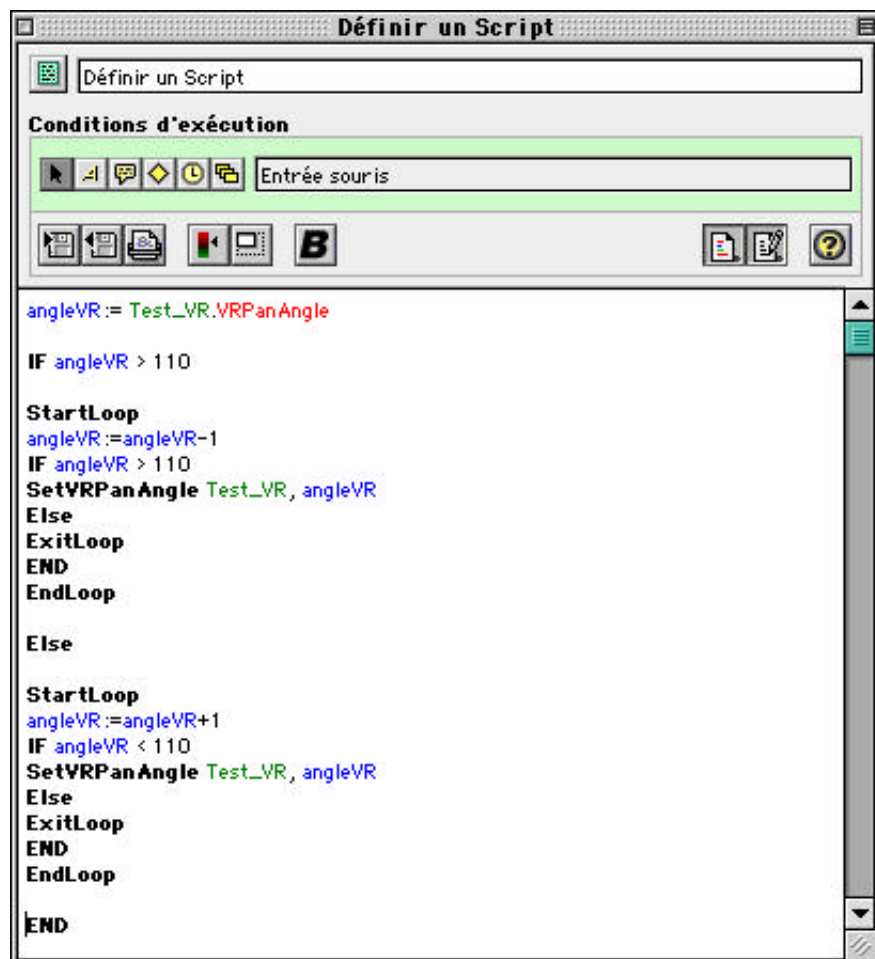 Définir un Script
Définir un Script
Conditions d'exécution
Entrée souris
B
?
angleVR:= Test_VR.VRPanAngle
IF angleVR > 110
StartLoop
angleVR:=angleVR-1
IF angleVR > 110
SetVRPanAngle Test_VR, angleVR
Else
ExitLoop
END
EndLoop
Else
StartLoop
angleVR:=angleVR+1
IF angleVR < 110
SetVRPanAngle Test_VR, angleVR
Else
ExitLoop
END
EndLoop
END